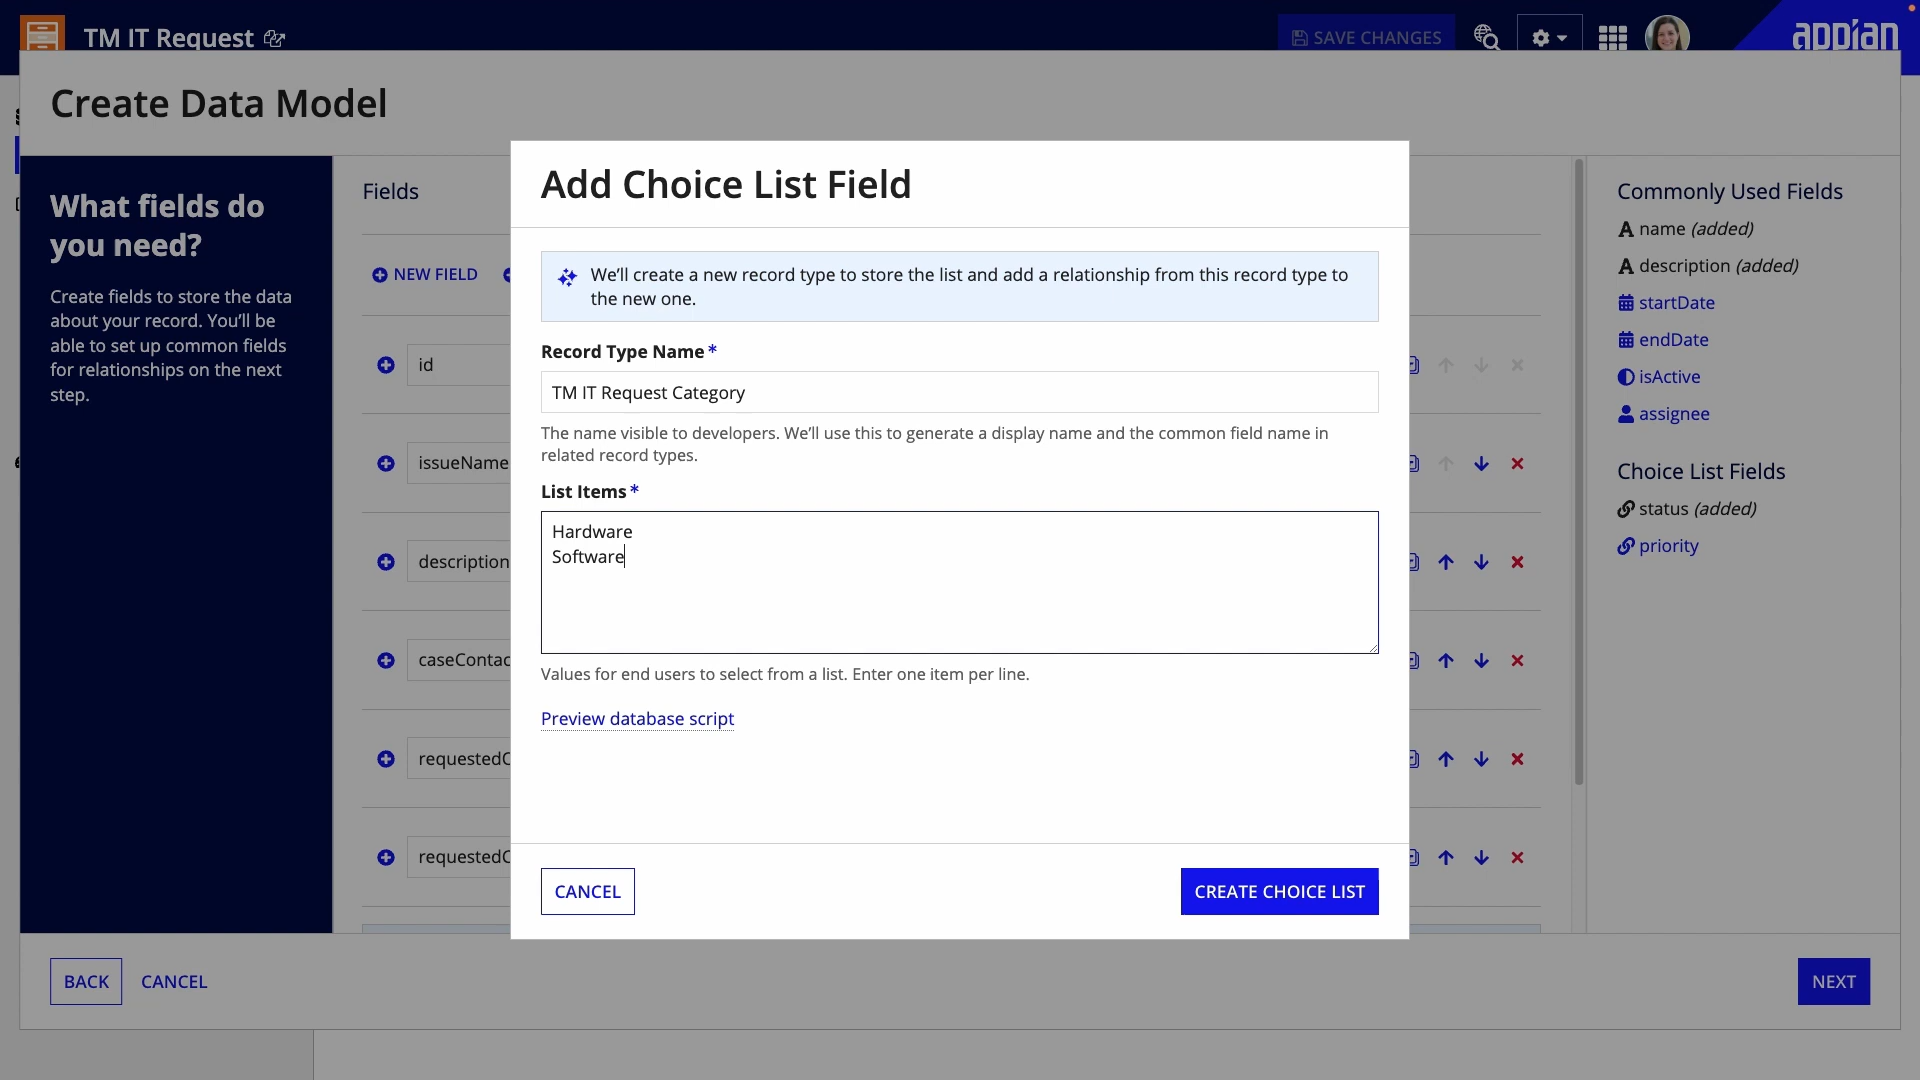 TM IT Request
SAVE CHANGES
appian
Create Data Model
What fields do
you need?
Create fields to store the data
about your record. You'll be
able to set up common fields
for relationships on the next
step.
Fields
NEW FIELD
id
issueName
description
Add Choice List Field
We'll create a new record type to store the list and add a relationship from this record type to
the new one.
Record Type Name*
TM IT Request Category
The name visible to developers. We'll use this to generate a display name and the common field name in
related record types.
List Items*
Hardware
Software
Values for end users to select from a list. Enter one item per line.
Preview database script
CANCEL
CREATE CHOICE LIST
Commonly Used Fields
name (added)
description (added)
startDate
endDate
isActive
assignee
Choice List Fields
status (added)
priority
BACK
CANCEL
NEXT